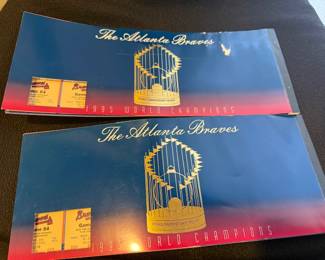 The Atlanta Braves
1995 WORLD CHAMPIONS
The Atlanta Braves
1995 WORLD CHAMPIONS